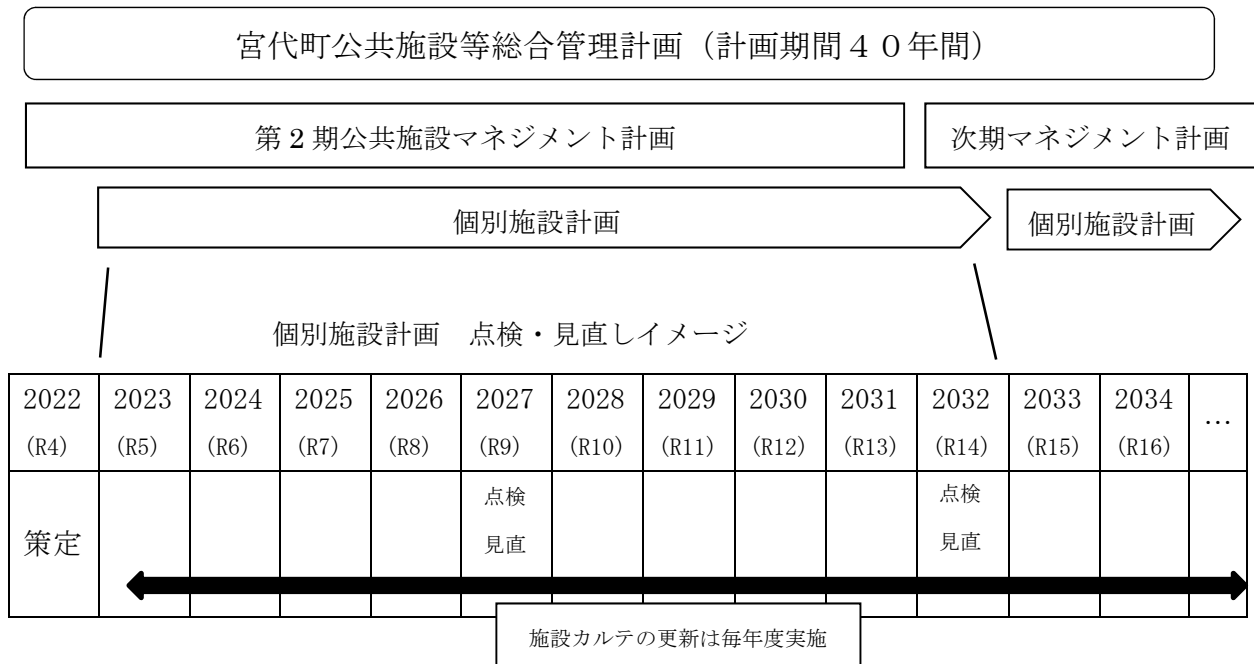 宮代町公共施設等総合管理計画（計画期間４０年間）
第２期公共施設マネジメント計画
次期マネジメント計画
個別施設計画
個別施設計画
個別施設計画　点検・見直しイメージ
2022 2023 2024 2025 2026 2027 2028 2029 2030 2031 2032 2033 2034 …
(R4) (R5) (R6) (R7) (R8) (R9) (R10) (R11) (R12) (R13) (R14) (R15) (R16)
策定
点検
見直
点検
見直
施設カルテの更新は毎年度実施